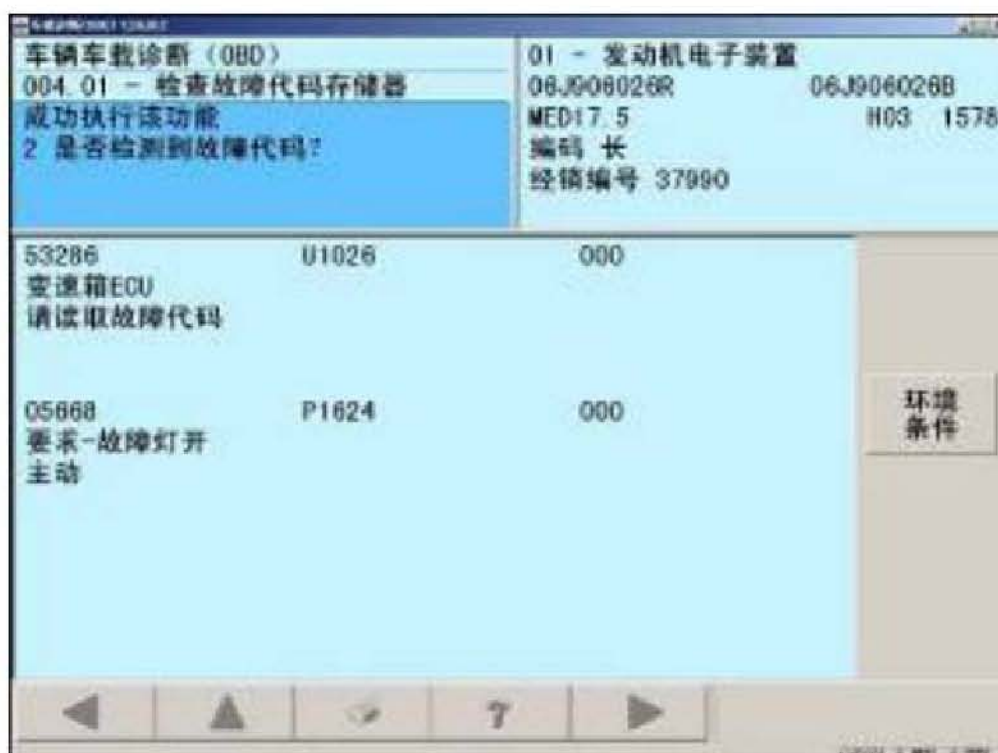 车辆车载诊断（OBD）
004.01 - 检查故障代码存储器
成功执行该功能
2 是否检测到故障代码？
01 - 发动机电子装置
06J906026R 06J906026B
MED17.5 H03 1578
编码 长
经销编号 37990
53286 U1026 000
变速箱ECU
请读取故障代码
05668 P1624 000
要求-故障灯开
主动
环境
条件
?